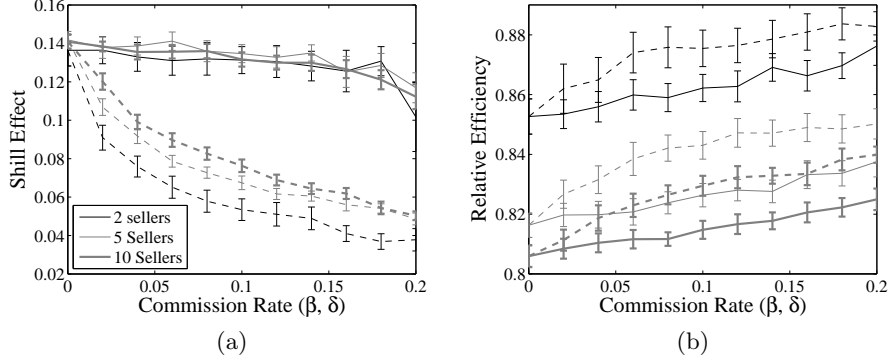 0.16
0.14
0.12
0.1
0.08
0.06
0.04
0.02
Shill Effect
2 sellers
5 Sellers
10 Sellers
0
0.05
0.1
0.15
0.2
Commission Rate (β, δ)
(a)
0.88
0.86
0.84
0.82
0.8
Relative Efficiency
0
0.05
0.1
0.15
0.2
Commission Rate (β, δ)
(b)